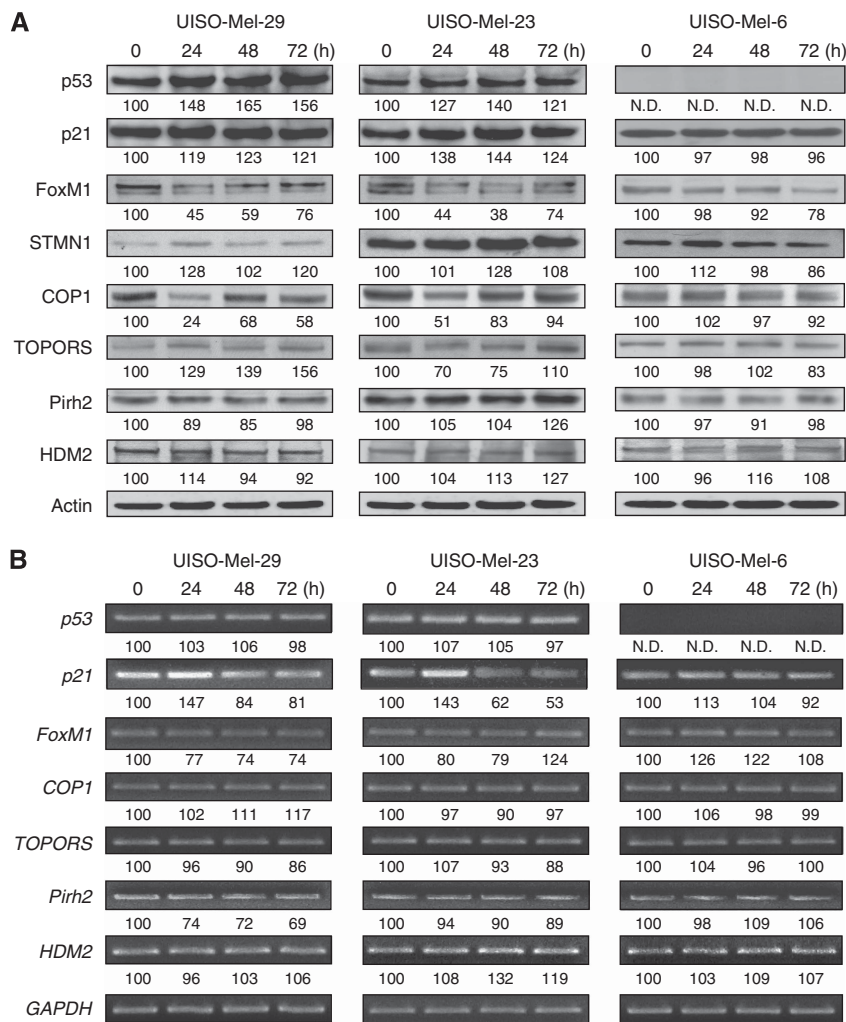 A
UISO-Mel-29 UISO-Mel-23 UISO-Mel-6
0 24 48 72 (h) 0 24 48 72 (h) 0 24 48 72 (h)
p53
100 148 165 156 100 127 140 121 N.D. N.D. N.D. N.D.
p21
100 119 123 121 100 138 144 124 100 97 98 96
FoxM1
100 45 59 76 100 44 38 74 100 98 92 78
STMN1
100 128 102 120 100 101 128 108 100 112 98 86
COP1
100 24 68 58 100 51 83 94 100 102 97 92
TOPORS
100 129 139 156 100 70 75 110 100 98 102 83
Pirh2
100 89 85 98 100 105 104 126 100 97 91 98
HDM2
100 114 94 92 100 104 113 127 100 96 116 108
Actin
B
UISO-Mel-29 UISO-Mel-23 UISO-Mel-6
0 24 48 72 (h) 0 24 48 72 (h) 0 24 48 72 (h)
p53
100 103 106 98 100 107 105 97 N.D. N.D. N.D. N.D.
p21
100 147 84 81 100 143 62 53 100 113 104 92
FoxM1
100 77 74 74 100 80 79 124 100 126 122 108
COP1
100 102 111 117 100 97 90 97 100 106 98 99
TOPORS
100 96 90 86 100 107 93 88 100 104 96 100
Pirh2
100 74 72 69 100 94 90 89 100 98 109 106
HDM2
100 96 103 106 100 108 132 119 100 103 109 107
GAPDH